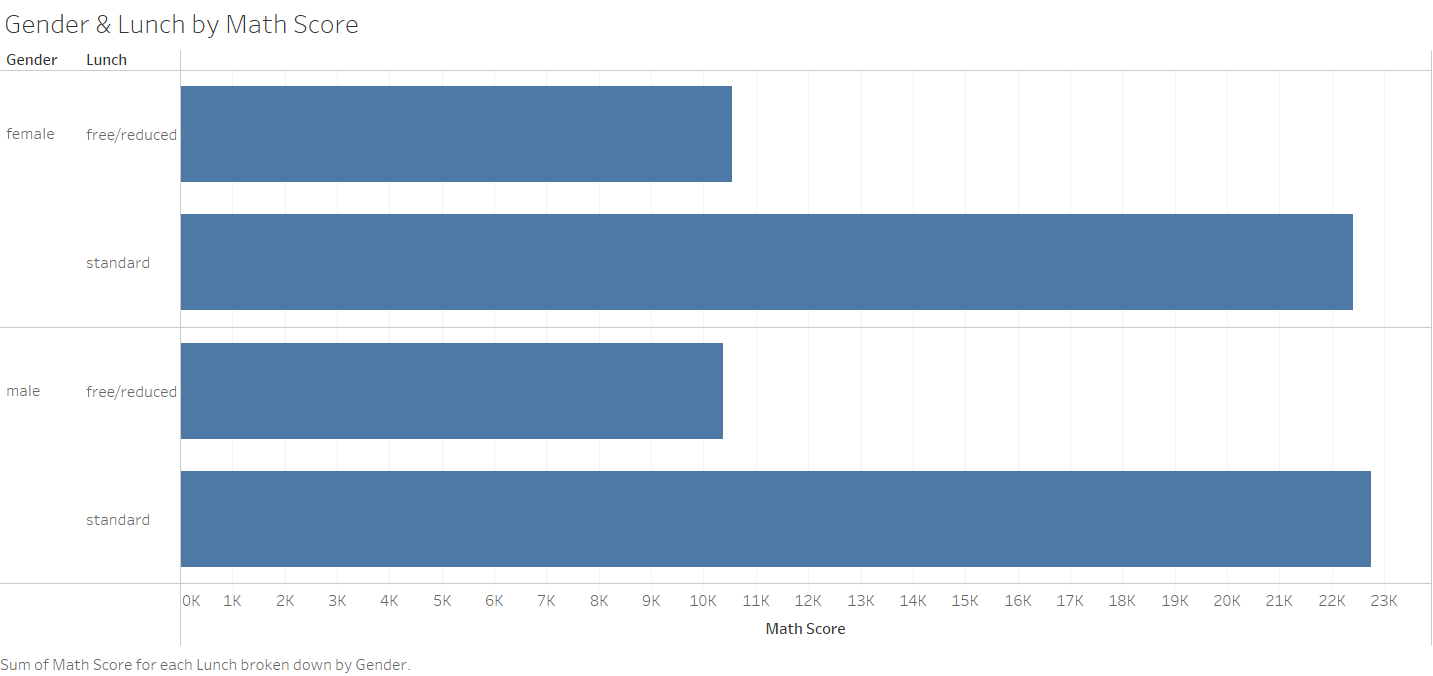 Gender & Lunch by Math Score
Gender Lunch
female free/reduced
standard
male free/reduced
standard
0K 1K 2K 3K 4K 5K 6K 7K 8K 9K 10K 11K 12K 13K 14K 15K 16K 17K 18K 19K 20K 21K 22K 23K
Math Score
Sum of Math Score for each Lunch broken down by Gender.